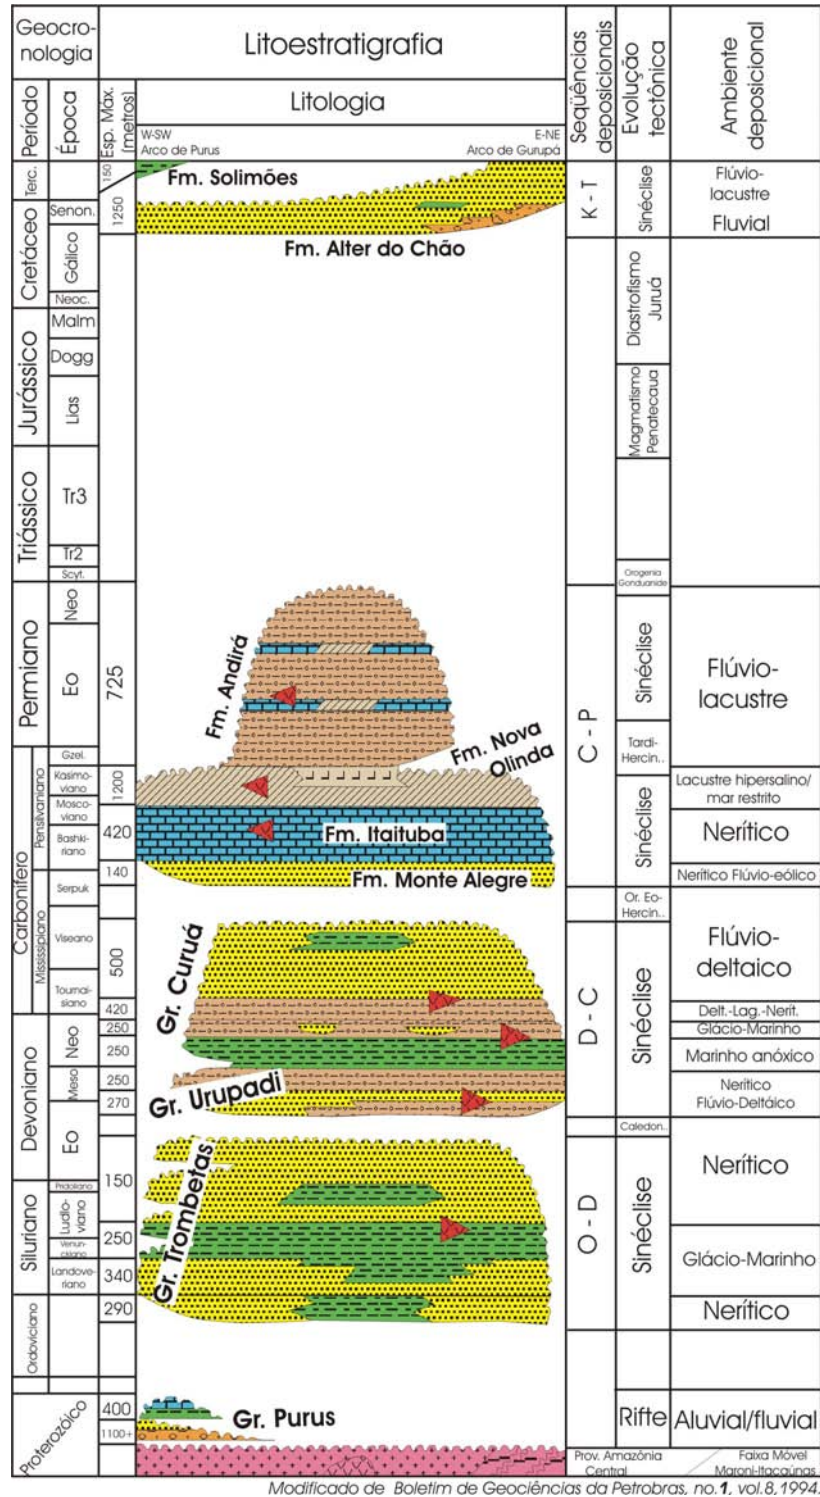 Geocro-
nologia
Litoestratigrafia
Seqüências
deposicionais
Evolução
tectônica
Ambiente
deposicional
Período
Época
Esp. Máx.
(metros)
Litologia
W-SW
Arco de Purus
E-NE
Arco de Gurupá
Terc.
150
Fm. Solimões
K - T
Sinéclise
Flúvio-
lacustre
Cretáceo
Senon.
1250
Fluvial
Fm. Alter do Chão
Gálico
Diastrofismo
Juruá
Neoc.
Jurássico
Malm
Dogg
Lias
Magmatismo
Penatecaua
Triássico
Tr3
Tr2
Scyt.
Orogenia
Gonduanide
Permiano
Neo
Eo
725
Fm. Andirá
C - P
Sinéclise
Flúvio-
lacustre
Fm. Nova
Olinda
Tardi-
Hercin..
Carbonífero
Pensilvaniano
Gzel.
Kasimo-
viano
1200
Lacustre hipersalino/
mar restrito
Mosco-
viano
Bashki-
riano
420
Fm. Itaituba
Sinéclise
Nerítico
140
Fm. Monte Alegre
Nerítico Flúvio-eólico
Mississipiano
Serpuk
Or. Eo-
Hercin..
Viseano
500
Gr. Curuá
D - C
Sinéclise
Flúvio-
deltaico
Tournai-
siano
420
Delt.-Lag.-Nerít.
Devoniano
Neo
250
Glácio-Marinho
250
Marinho anóxico
Meso
250
Gr. Urupadi
Nerítico
Flúvio-Deltáico
270
Caledon..
Eo
150
Gr. Trombetas
O - D
Sinéclise
Nerítico
Siluriano
Pridoliano
Ludlo-
viano
250
Glácio-Marinho
Venun-
ckiano
Landove-
riano
340
Ordoviciano
290
Nerítico
Proterozóico
400
Gr. Purus
Rifte
Aluvial/fluvial
1100+
Prov. Amazônia
Central
Faixa Móvel
Maroni-Itacaúnas
Modificado de Boletim de Geociências da Petrobras, no.1, vol.8,1994.